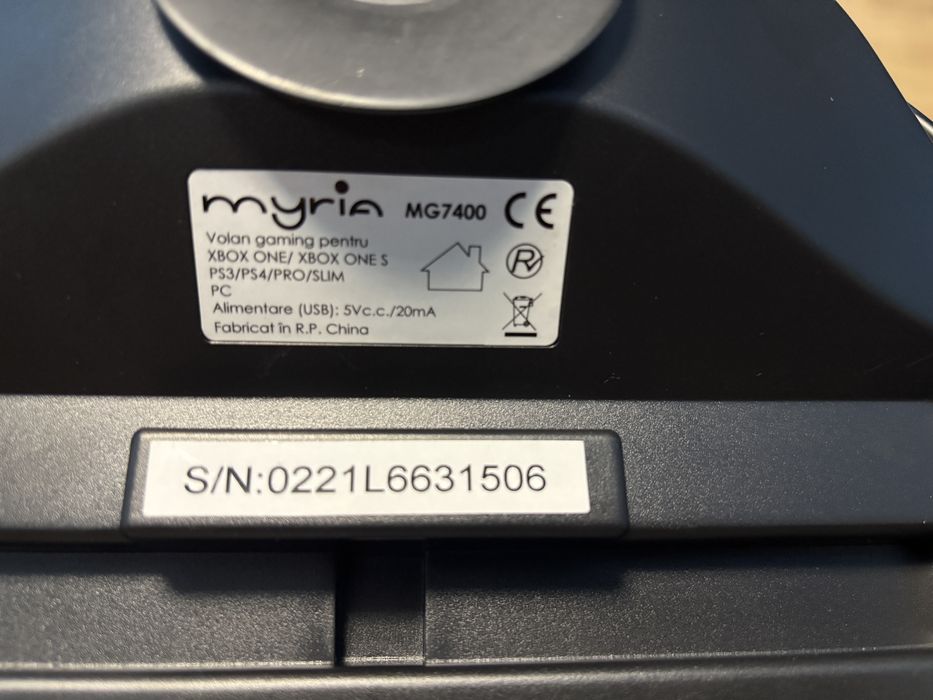 myria MG7400 CE
Volan gaming pentru
XBOX ONE/ XBOX ONE S
PS3/PS4/PRO/SLIM
PC
Alimentare (USB): 5Vc.c./20mA
Fabricat în R.P. China
S/N:0221L6631506